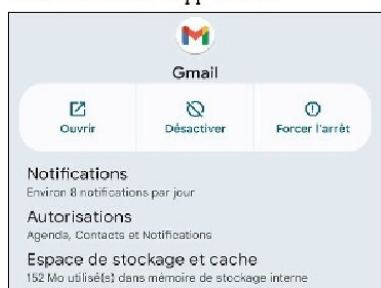 Gmail
Ouvrir Désactiver Forcer l'arrêt
Notifications
Environ 8 notifications par jour
Autorisations
Agenda, Contacts et Notifications
Espace de stockage et cache
152 Mo utilisé(s) dans mémoire de stockage interne